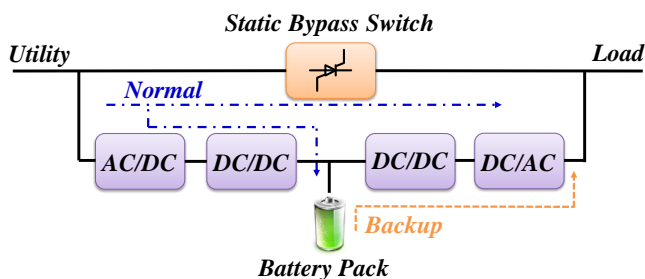 Static Bypass Switch
Utility
Load
Normal
AC/DC
DC/DC
DC/DC
DC/AC
Backup
Battery Pack